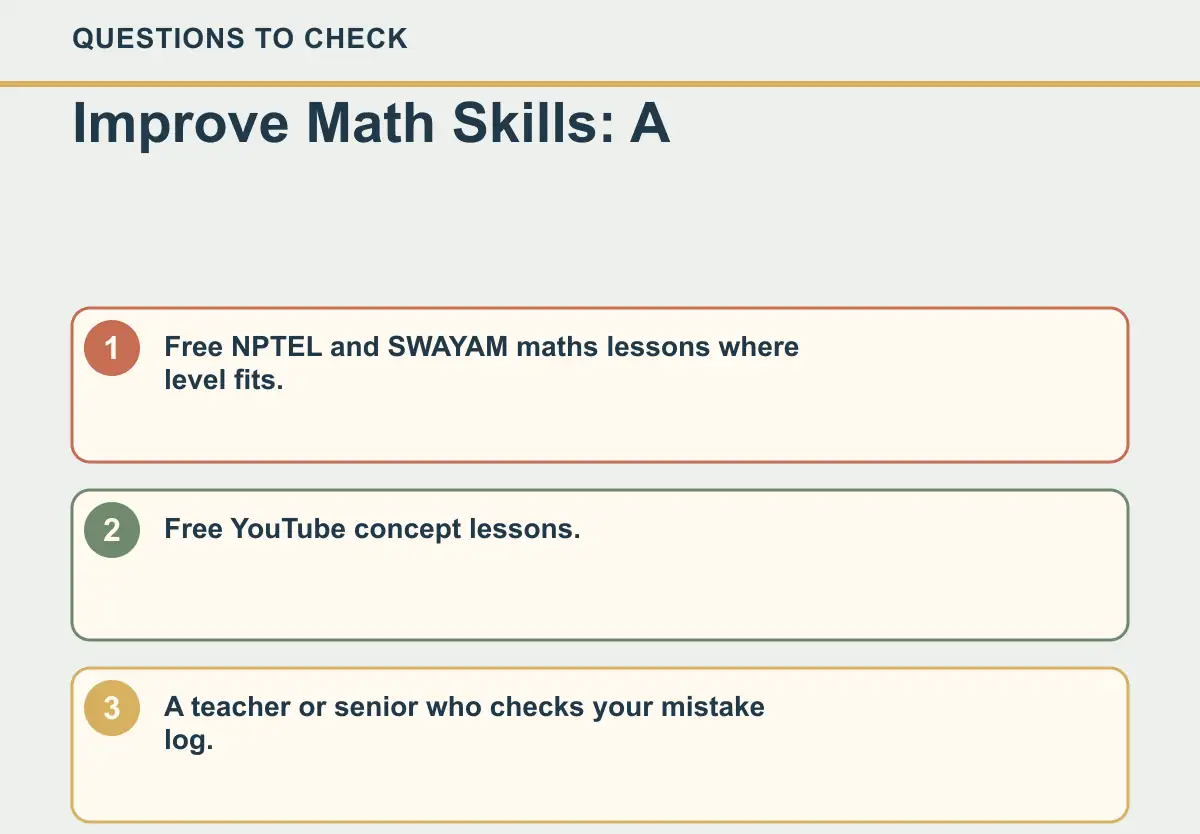 QUESTIONS TO CHECK
Improve Math Skills: A
1
Free NPTEL and SWAYAM maths lessons where
level fits.
2
Free YouTube concept lessons.
3
A teacher or senior who checks your mistake
log.